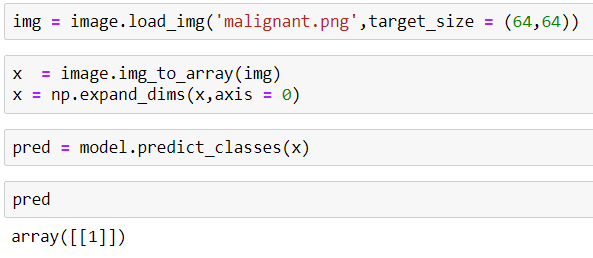 img = image.load_img('malignant.png',target_size = (64,64))
x  = image.img_to_array(img)
x = np.expand_dims(x,axis = 0)
pred = model.predict_classes(x)
pred
array([[1]])